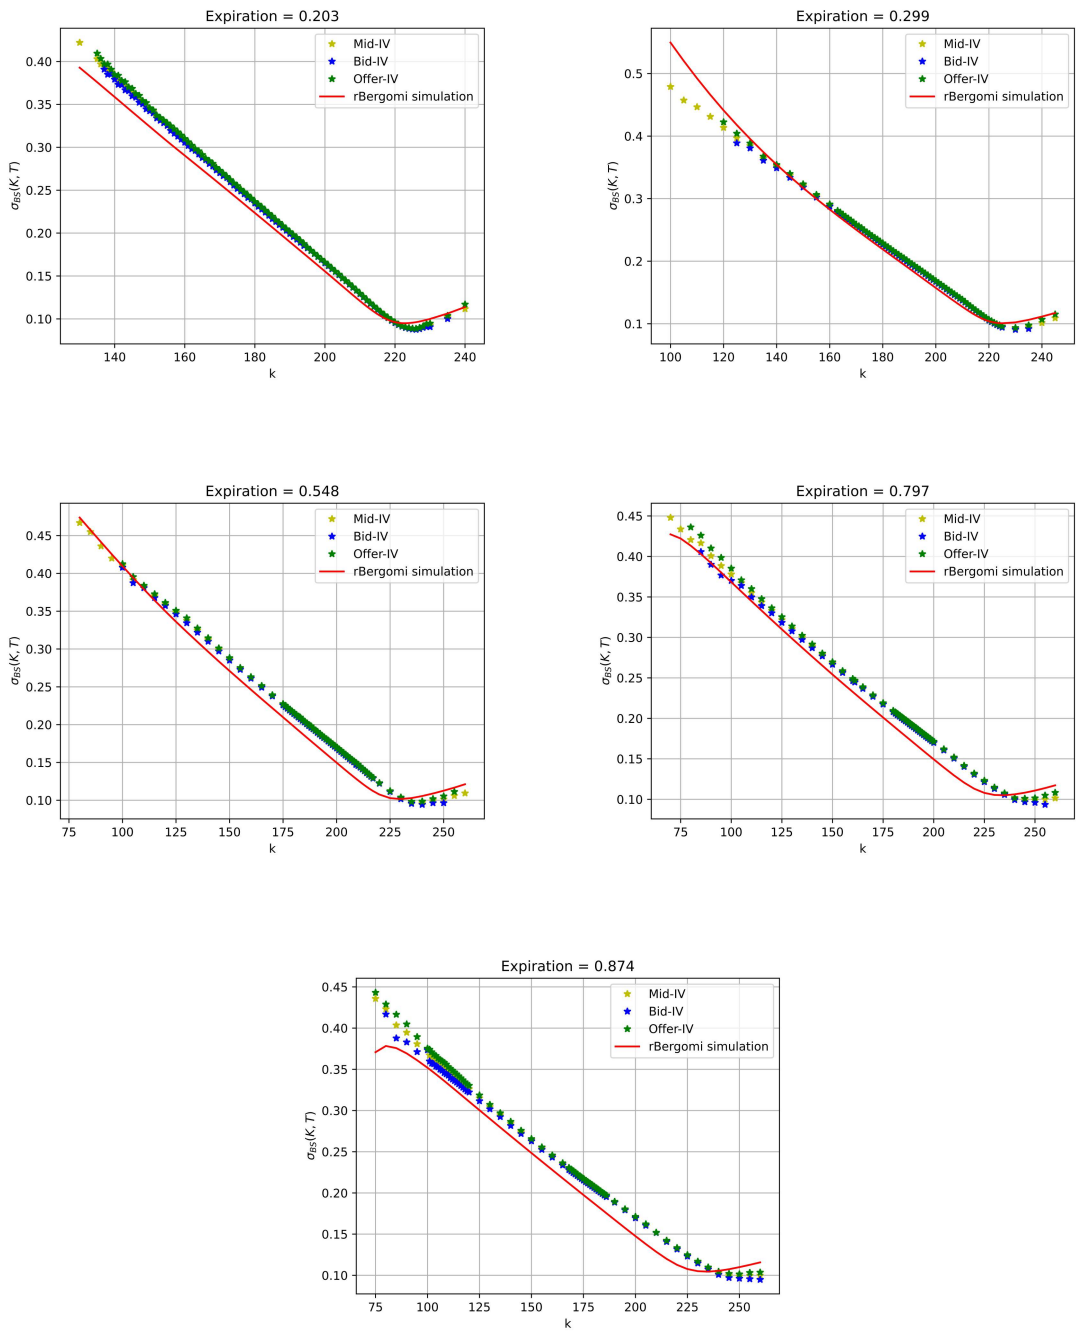 Expiration = 0.203
Mid-IV
Bid-IV
Offer-IV
rBergomi simulation
0.40
0.35
0.30
0.25
0.20
0.15
0.10
σ_BS(K, T)
140 160 180 200 220 240
k
Expiration = 0.299
Mid-IV
Bid-IV
Offer-IV
rBergomi simulation
0.5
0.4
0.3
0.2
0.1
σ_BS(K, T)
100 120 140 160 180 200 220 240
k
Expiration = 0.548
Mid-IV
Bid-IV
Offer-IV
rBergomi simulation
0.45
0.40
0.35
0.30
0.25
0.20
0.15
0.10
σ_BS(K, T)
75 100 125 150 175 200 225 250
k
Expiration = 0.797
Mid-IV
Bid-IV
Offer-IV
rBergomi simulation
0.45
0.40
0.35
0.30
0.25
0.20
0.15
0.10
σ_BS(K, T)
75 100 125 150 175 200 225 250
k
Expiration = 0.874
Mid-IV
Bid-IV
Offer-IV
rBergomi simulation
0.45
0.40
0.35
0.30
0.25
0.20
0.15
0.10
σ_BS(K, T)
75 100 125 150 175 200 225 250
k